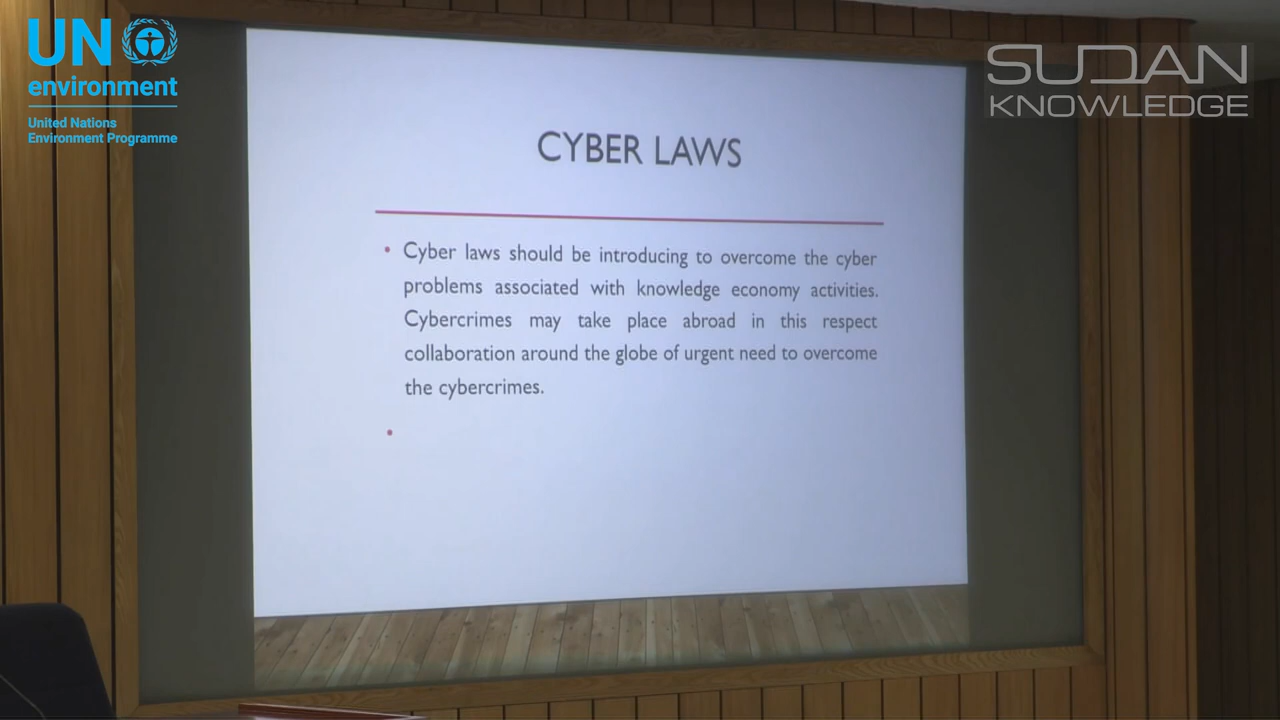 UN
environment
United Nations
Environment Programme
SUDAN
KNOWLEDGE
CYBER LAWS
• Cyber laws should be introducing to overcome the cyber
problems associated with knowledge economy activities.
Cybercrimes may take place abroad in this respect
collaboration around the globe of urgent need to overcome
the cybercrimes.
•